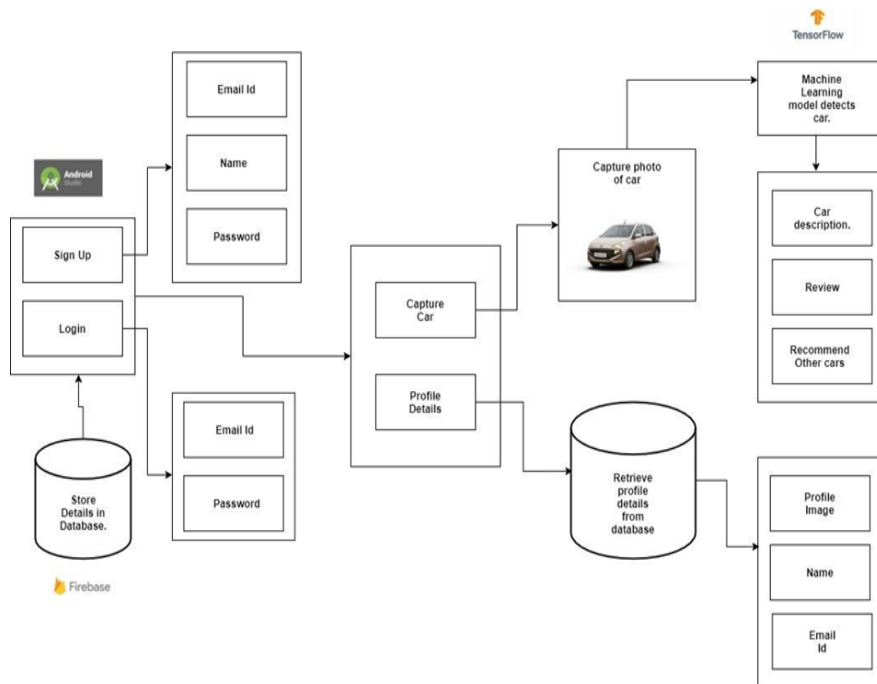 TensorFlow
Email Id
Name
Password
Android
Studio
Sign Up
Login
Machine
Learning
model detects
car.
Capture photo
of car
Car
description.
Review
Recommend
Other cars
Capture
Car
Profile
Details
Email Id
Password
Store
Details in
Database.
Firebase
Retrieve
profile
details
from
database
Profile
Image
Name
Email
Id